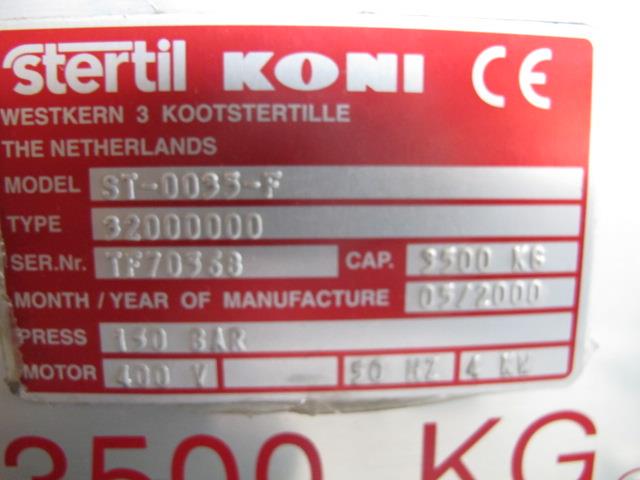 stertil KONI CE
WESTKERN 3 KOOTSTERTILLE
THE NETHERLANDS
MODEL ST-0035-F
TYPE 32000000
SER.Nr. TF70368 CAP. 3500 KG
MONTH / YEAR OF MANUFACTURE 05/2000
PRESS 150 BAR
MOTOR 400 V 50 HZ 4 KW
3500 KG